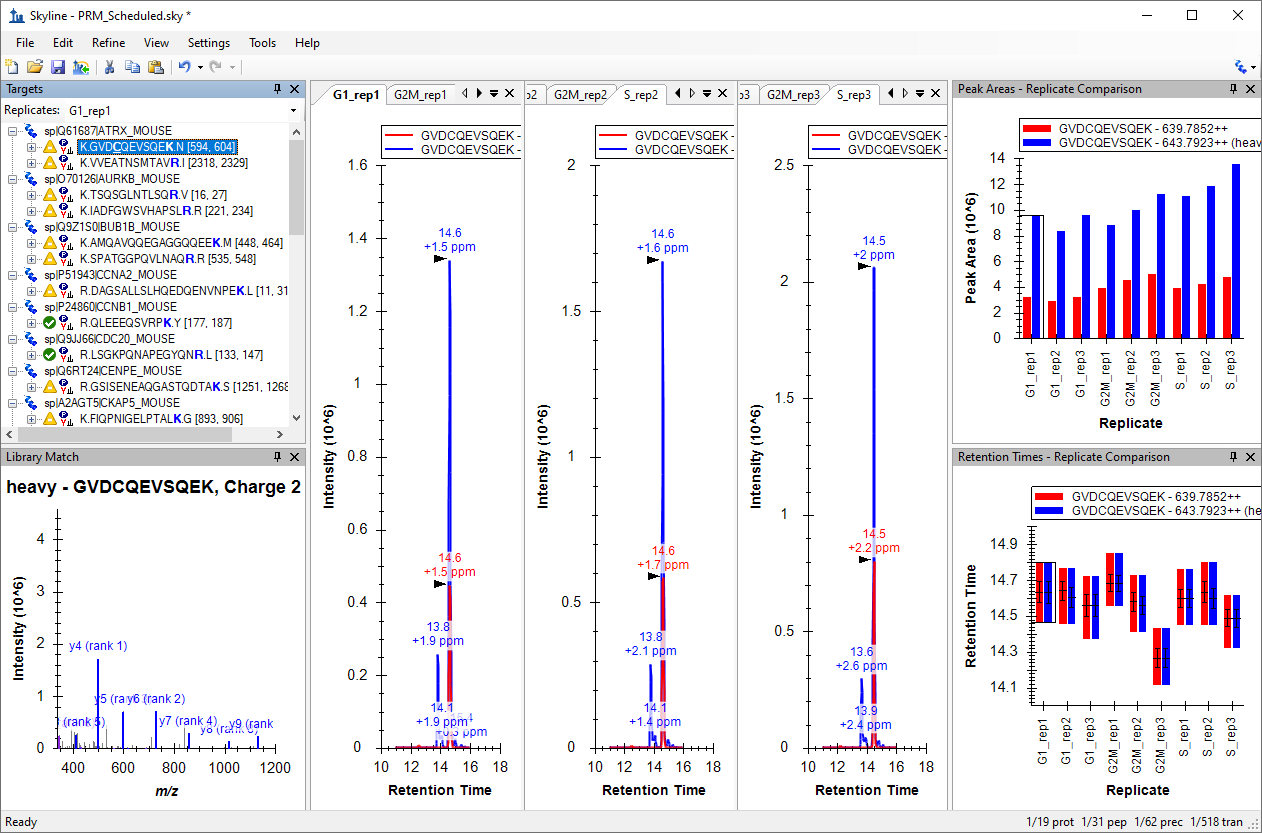 Skyline - PRM_Scheduled.sky *
File Edit Refine View Settings Tools Help
Targets
Replicates: G1_rep1
sp|Q61687|ATRX_MOUSE
K.GVDCQEVSQEK.N [594, 604]
K.VVEATNSMTAVR.I [2318, 2329]
sp|O70126|AURKB_MOUSE
K.TSQSGLNTLSQR.V [16, 27]
K.IADFGWSVHAPSLR.R [221, 234]
sp|Q9Z1S0|BUB1B_MOUSE
K.AMQAVQQEGAGGQQEEK.M [448, 464]
K.SPATGGPQVLNAQR.R [535, 548]
sp|P51943|CCNA2_MOUSE
R.DAGSALLSLHQEDQENVNPEK.L [11, 31
sp|P24860|CCNB1_MOUSE
R.QLEEEQSVRPK.Y [177, 187]
sp|Q9JJ66|CDC20_MOUSE
R.LSGKPQNAPEGYQNR.L [133, 147]
sp|Q6RT24|CENPE_MOUSE
R.GSISENEAQGASTQDTAK.S [1251, 1268
sp|A2AGT5|CKAP5_MOUSE
K.FIQPNIGELPTALK.G [893, 906]
Library Match
heavy - GVDCQEVSQEK, Charge 2
Intensity (10^6)
4
3
2
1
0
y4 (rank 1)
y5 (ra
y6 (rank 2)
y7 (rank 4)
y9 (rank
400 600 800 1000 1200
m/z
G1_rep1 G2M_rep1
GVDCQEVSQEK -
GVDCQEVSQEK -
Intensity (10^6)
1.6
1.4
1.2
1
0.8
0.6
0.4
0.2
0
14.6
+1.5 ppm
14.6
+1.5 ppm
13.8
+1.9 ppm
14.1
+1.9 ppm
10 12 14 16 18
Retention Time
p2 G2M_rep2 S_rep2
GVDCQEVSQEK -
GVDCQEVSQEK -
Intensity (10^6)
2
1.5
1
0.5
0
14.6
+1.6 ppm
14.6
+1.7 ppm
13.8
+2.1 ppm
14.1
+1.4 ppm
10 12 14 16 18
Retention Time
p3 G2M_rep3 S_rep3
GVDCQEVSQEK -
GVDCQEVSQEK -
Intensity (10^6)
2.5
2
1.5
1
0.5
0
14.5
+2 ppm
14.5
+2.2 ppm
13.6
+2.6 ppm
13.9
+2.4 ppm
10 12 14 16 18
Retention Time
Peak Areas - Replicate Comparison
GVDCQEVSQEK - 639.7852++
GVDCQEVSQEK - 643.7923++ (heav
Peak Area (10^6)
14
12
10
8
6
4
2
0
G1_rep1 G1_rep2 G1_rep3 G2M_rep1 G2M_rep2 G2M_rep3 S_rep1 S_rep2 S_rep3
Replicate
Retention Times - Replicate Comparison
GVDCQEVSQEK - 639.7852++
GVDCQEVSQEK - 643.7923++ (he
Retention Time
14.9
14.7
14.5
14.3
14.1
G1_rep1 G1_rep2 G1_rep3 G2M_rep1 G2M_rep2 G2M_rep3 S_rep1 S_rep2 S_rep3
Replicate
Ready
1/19 prot 1/31 pep 1/62 prec 1/518 tran